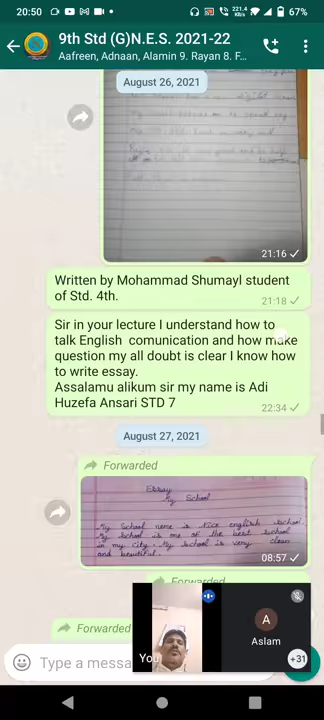 20:50
221.4
K/s
67%
9th Std (G)N.E.S. 2021-22
Aafreen, Adnaan, Alamin 9. Rayan 8. F...
August 26, 2021
21:16
Written by Mohammad Shumayl student
of Std. 4th.
21:18
Sir in your lecture I understand how to
talk English comunication and how make
question my all doubt is clear I know how
to write essay.
Assalamu alikum sir my name is Adi
Huzefa Ansari STD 7
22:34
August 27, 2021
Forwarded
Essay
My School
My School name is Nice english School.
My School is one of the best School
in my city. My School is very clean
and beautiful.
08:57
Forwarded
Forwarded
You
A
Aslam
+31
Type a messa